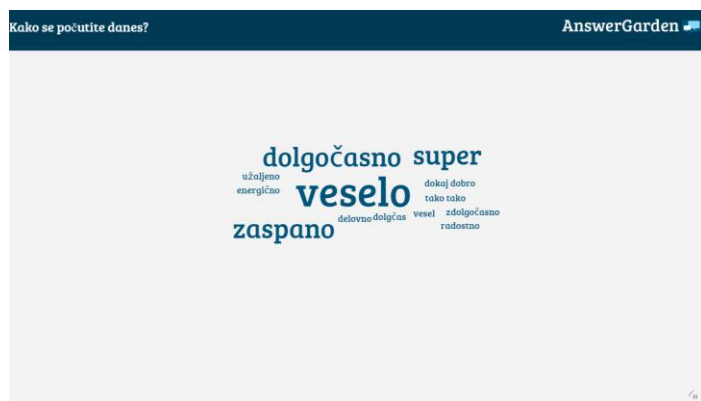 Kako se počutite danes?
AnswerGarden
dolgočasno super
užaljeno
energično
veselo
dokaj dobro
tako tako
delovno dolgčas vesel zdolgočasno
zaspano
radostno